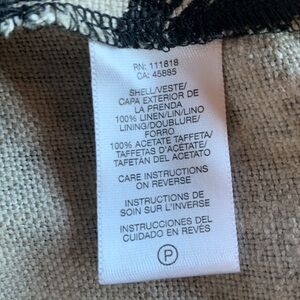 RN: 111818
CA: 45885
SHELL/VESTE/
CAPA EXTERIOR DE
LA PRENDA
100% LINEN/LIN/LINO
LINING/DOUBLURE/
FORRO
100% ACETATE TAFFETA/
TAFFETAS D'ACÉTATE/
TAFETÁN DEL ACETATO
CARE INSTRUCTIONS
ON REVERSE
INSTRUCTIONS DE
SOIN SUR L'INVERSE
INSTRUCCIONES DEL
CUIDADO EN REVÉS
P